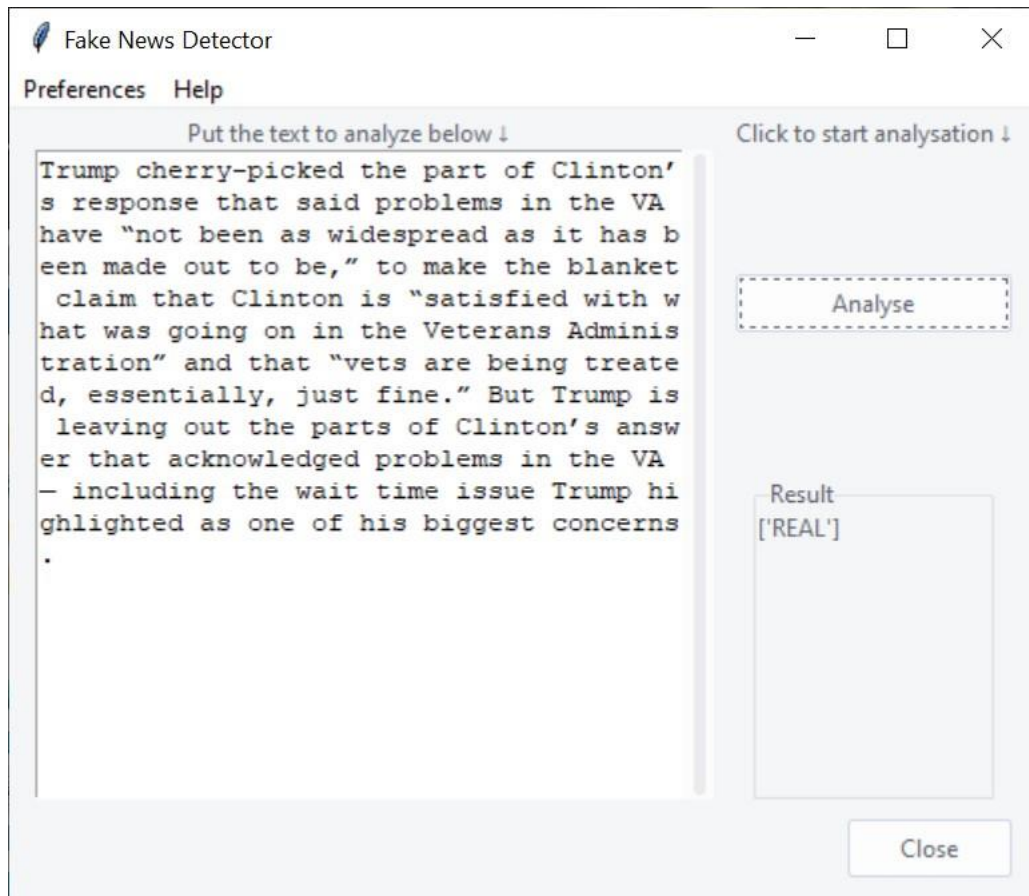 Fake News Detector
Preferences Help
Put the text to analyze below ↓
Click to start analysation ↓
Trump cherry-picked the part of Clinton’
s response that said problems in the VA
have “not been as widespread as it has b
een made out to be,” to make the blanket
claim that Clinton is “satisfied with w
hat was going on in the Veterans Adminis
tration” and that “vets are being treate
d, essentially, just fine.” But Trump is
leaving out the parts of Clinton’s answ
er that acknowledged problems in the VA
— including the wait time issue Trump hi
ghlighted as one of his biggest concerns
.
Analyse
Result
['REAL']
Close